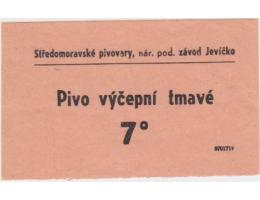 Středomoravské pivovary, nár. pod. závod Jevíčko
Pivo výčepní tmavé
7°